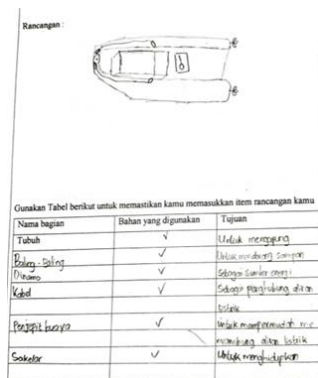 Rancangan :
Gunakan Tabel berikut untuk memastikan kamu memasukkan item rancangan kamu
Nama bagian Bahan yang digunakan Tujuan
Tubuh ✓ Untuk mengapung
Baling-Baling ✓ Untuk mendorong sampan
Dinamo Sebagai sumber energi
Kabel ✓ Sebagai penghubung aliran
listrik
Penjepit buaya ✓ untuk mempermudah me
aliran listrik
Sakelar ✓ Untuk menghidupkan